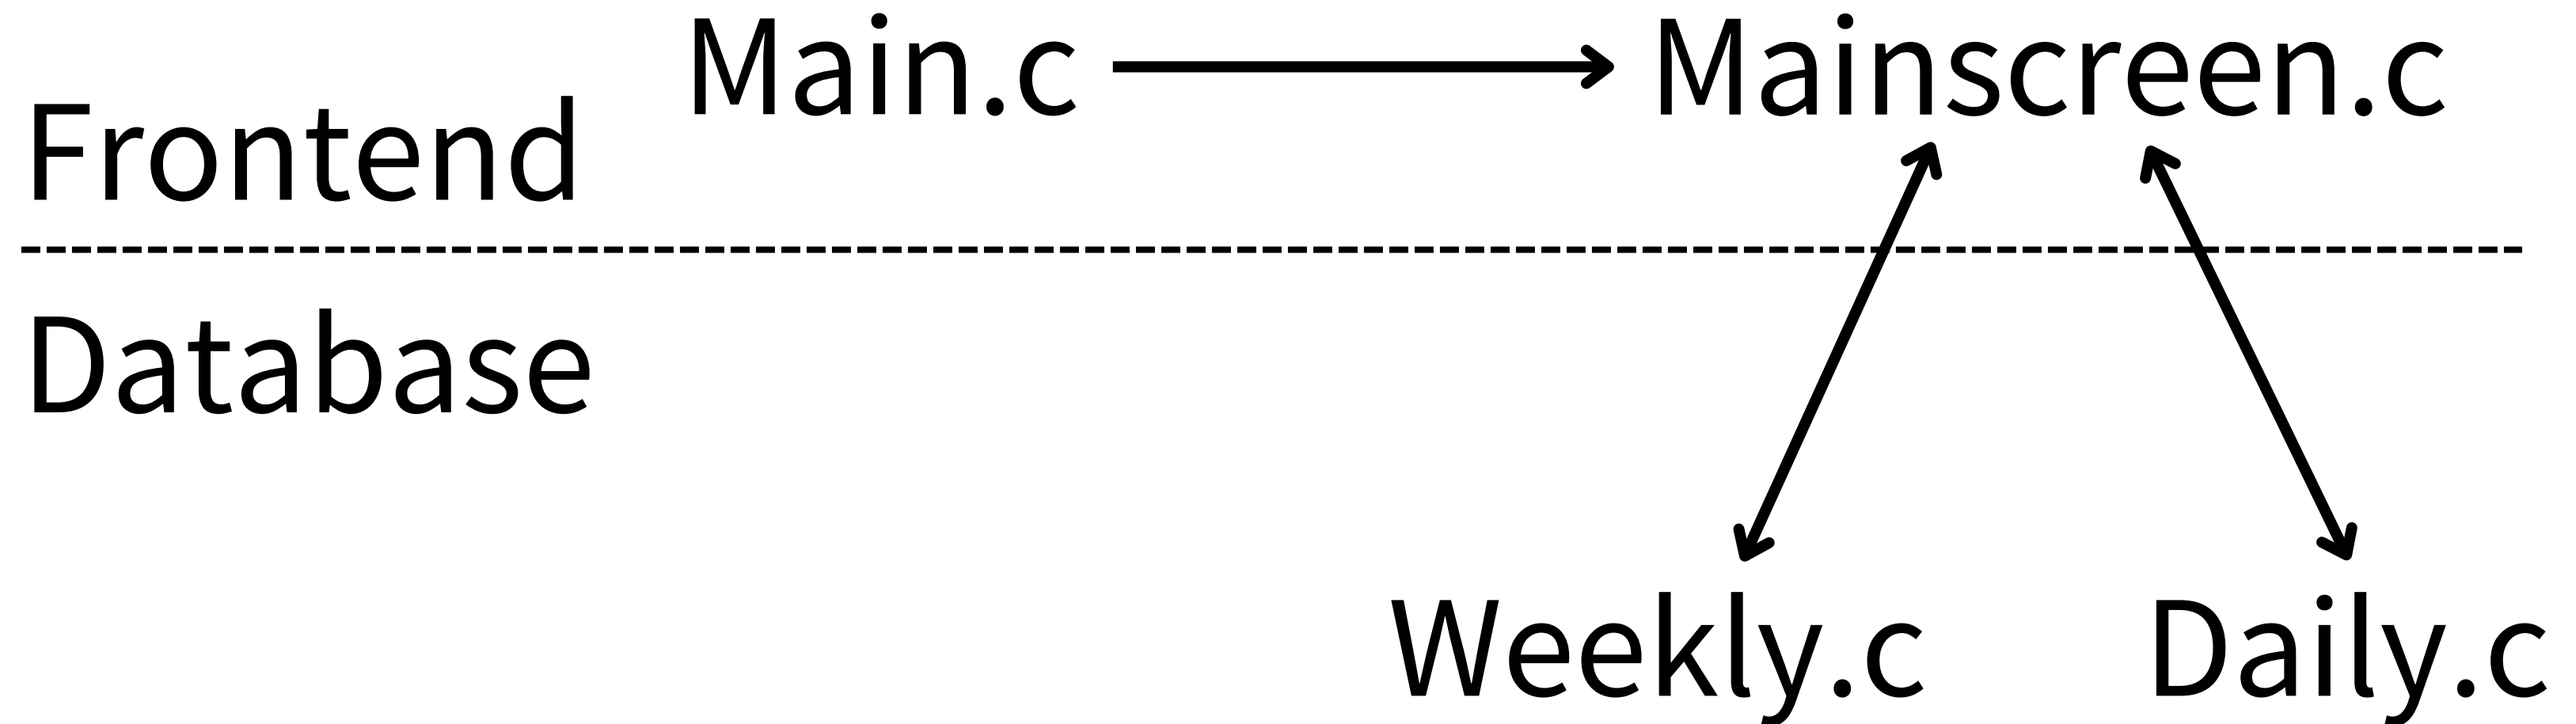 Main.c
Mainscreen.c
Frontend
Database
Weekly.c
Daily.c